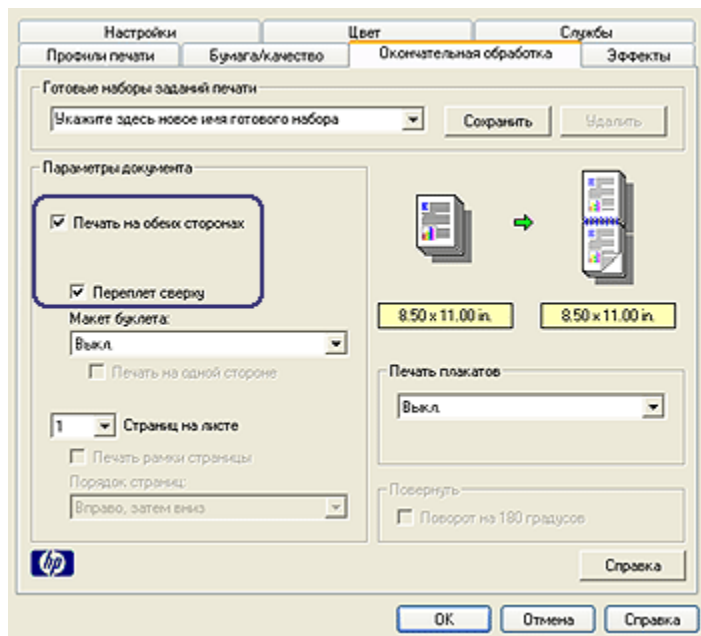 Настройки
Цвет
Службы
Профили печати
Бумага/качество
Окончательная обработка
Эффекты
Готовые наборы заданий печати
Укажите здесь новое имя готового набора
Сохранить
Удалить
Параметры документа
Печать на обеих сторонах
Переплет сверху
Макет буклета:
Выкл.
Печать на одной стороне
1
Страниц на листе
Печать рамки страницы
Порядок страниц:
Вправо, затем вниз
8.50 x 11.00 in.
8.50 x 11.00 in.
Печать плакатов
Выкл.
Повернуть
Поворот на 180 градусов
hp
Справка
OK
Отмена
Справка